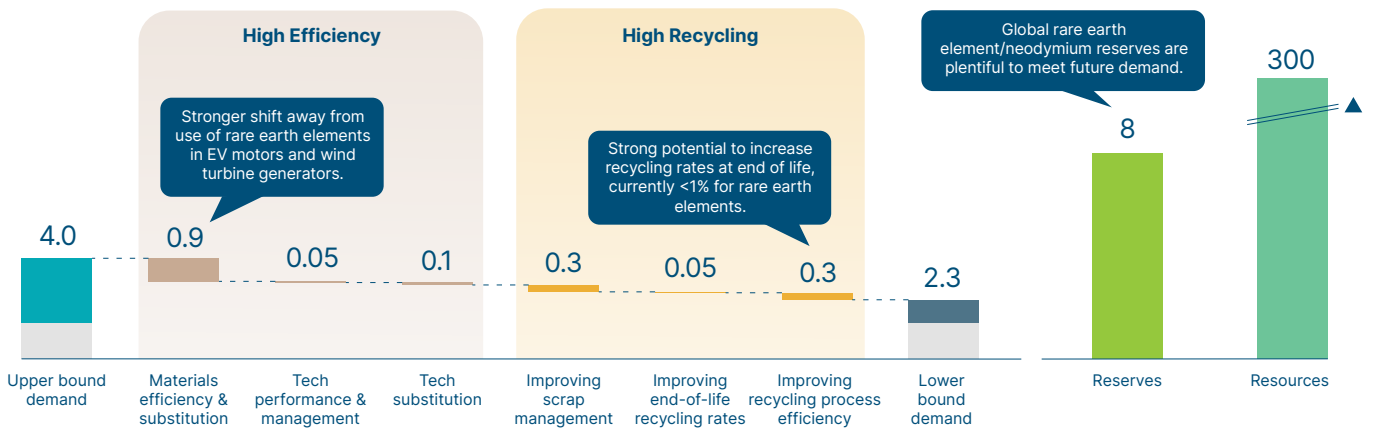 High Efficiency
High Recycling
Global rare earth
element/neodymium reserves are
plentiful to meet future demand.
300
Stronger shift away from
use of rare earth elements
in EV motors and wind
turbine generators.
Strong potential to increase
recycling rates at end of life,
currently <1% for rare earth
elements.
8
4.0
0.9
0.05
0.1
0.3
0.05
0.3
2.3
Upper bound
demand
Materials
efficiency &
substitution
Tech
performance &
management
Tech
substitution
Improving
scrap
management
Improving
end-of-life
recycling rates
Improving
recycling process
efficiency
Lower
bound
demand
Reserves
Resources